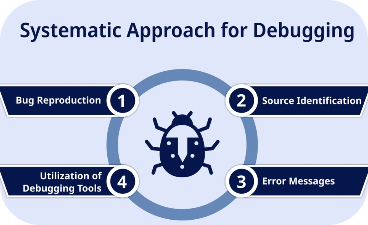 Systematic Approach for Debugging
Bug Reproduction 1
2 Source Identification
Utilization of
Debugging Tools 4
3 Error Messages